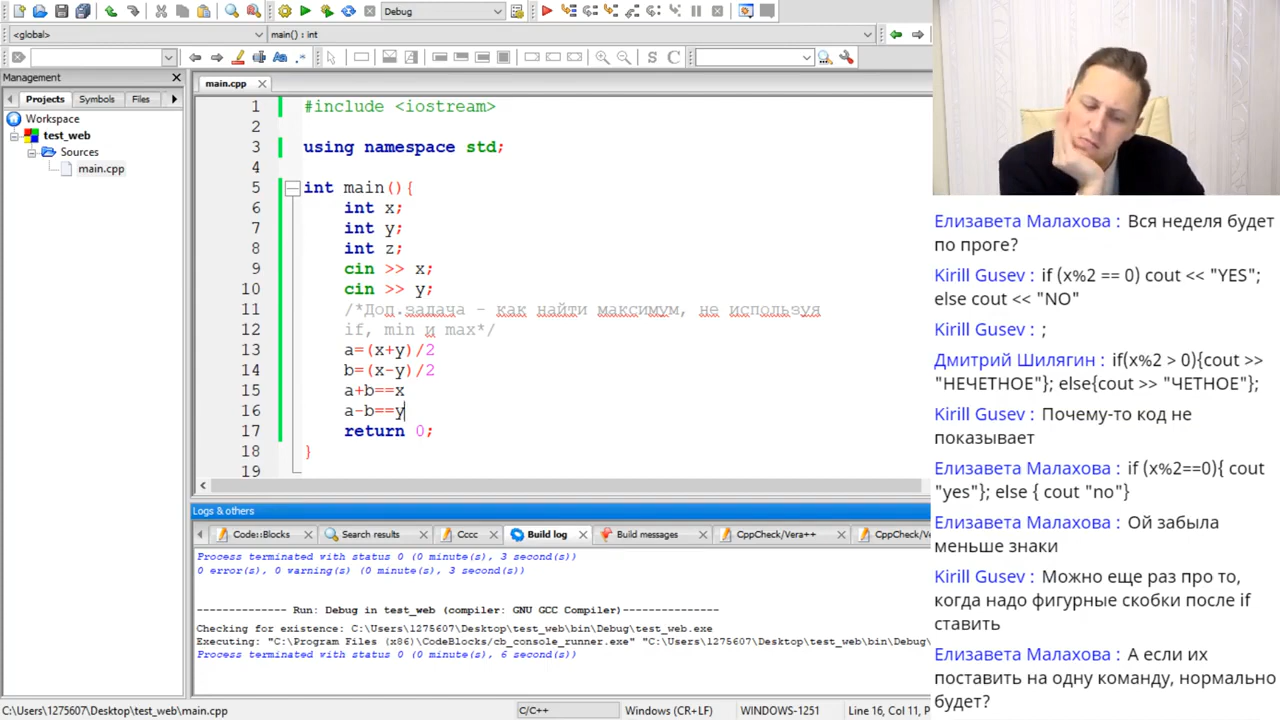 Debug
<global>
main() : int
Management
Projects
Symbols
Files
Workspace
test_web
Sources
main.cpp
main.cpp
1 #include <iostream>
2
3 using namespace std;
4
5 int main(){
6 int x;
7 int y;
8 int z;
9 cin >> x;
10 cin >> y;
11 /*Доп.задача - как найти максимум, не используя
12 if, min и max*/
13 a=(x+y)/2
14 b=(x-y)/2
15 a+b==x
16 a-b==y
17 return 0;
18 }
19
Logs & others
Code::Blocks
Search results
Cccc
Build log
Build messages
CppCheck/Vera++
CppCheck/Vera++
Process terminated with status 0 (0 minute(s), 3 second(s))
0 error(s), 0 warning(s) (0 minute(s), 3 second(s))
-------------- Run: Debug in test_web (compiler: GNU GCC Compiler)---------------
Checking for existence: C:\Users\1275607\Desktop\test_web\bin\Debug\test_web.exe
Executing: "C:\Program Files (x86)\CodeBlocks/cb_console_runner.exe" "C:\Users\1275607\Desktop\test_web\bin\Debug\
Process terminated with status 0 (0 minute(s), 6 second(s))
C:\Users\1275607\Desktop\test_web\main.cpp
C/C++
Windows (CR+LF)
WINDOWS-1251
Line 16, Col 11, P
Елизавета Малахова : Вся неделя будет
по проге?
Kirill Gusev : if (x%2 == 0) cout << "YES";
else cout << "NO"
Kirill Gusev : ;
Дмитрий Шилягин : if(x%2 > 0){cout >>
"НЕЧЕТНОЕ"}; else{cout >> "ЧЕТНОЕ"};
Kirill Gusev : Почему-то код не
показывает
Елизавета Малахова : if (x%2==0){ cout
"yes"}; else { cout "no"}
Елизавета Малахова : Ой забыла
меньше знаки
Kirill Gusev : Можно еще раз про то,
когда надо фигурные скобки после if
ставить
Елизавета Малахова : А если их
поставить на одну команду, нормально
будет?